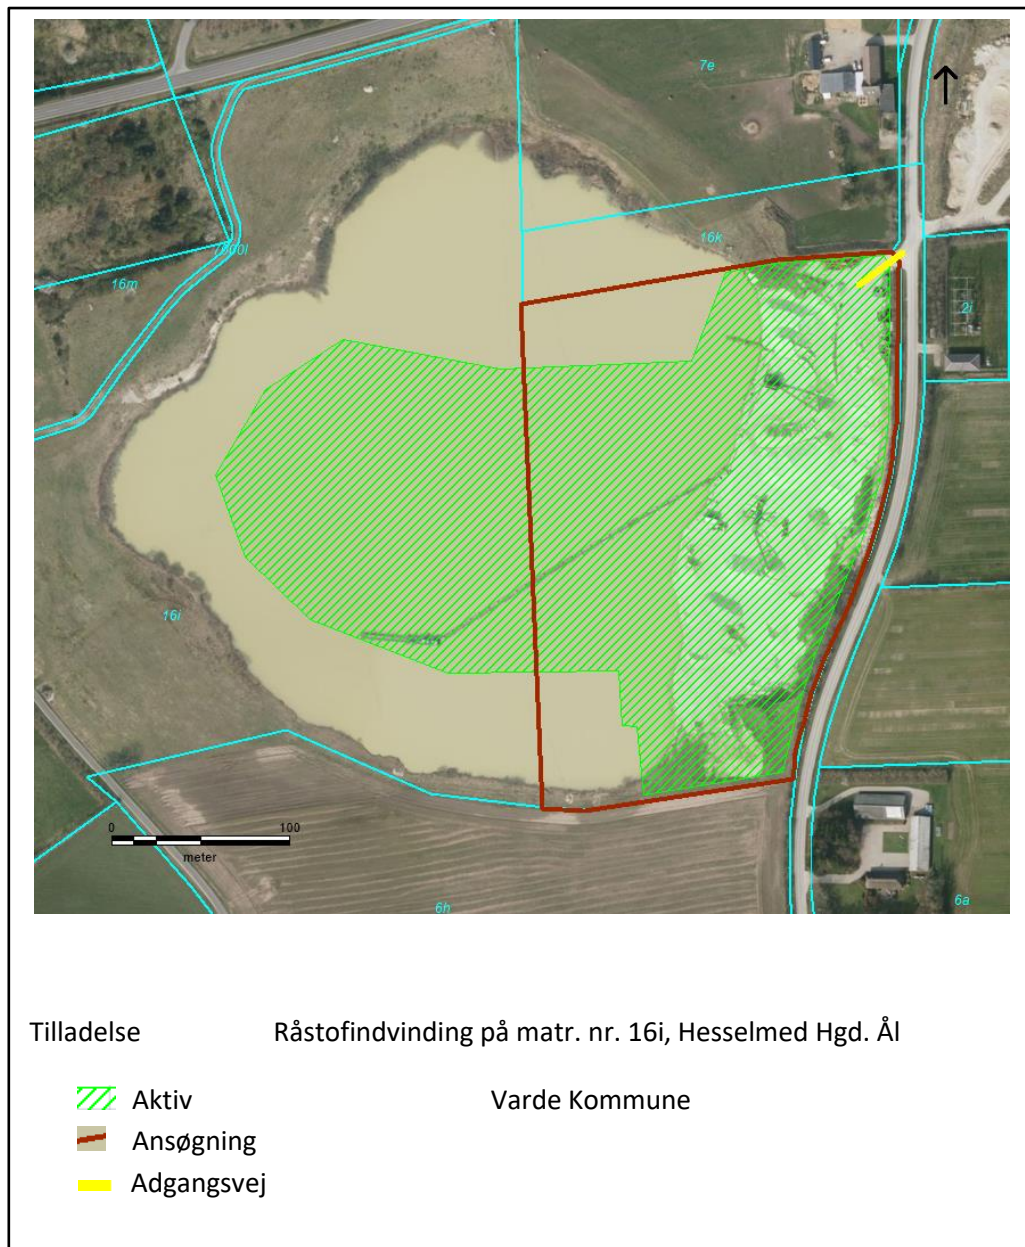 7e
16k
7000l
16m
2i
16i
0 100
meter
6h
6a
Tilladelse Råstofindvinding på matr. nr. 16i, Hesselmed Hgd. Ål
Aktiv Varde Kommune
Ansøgning
Adgangsvej